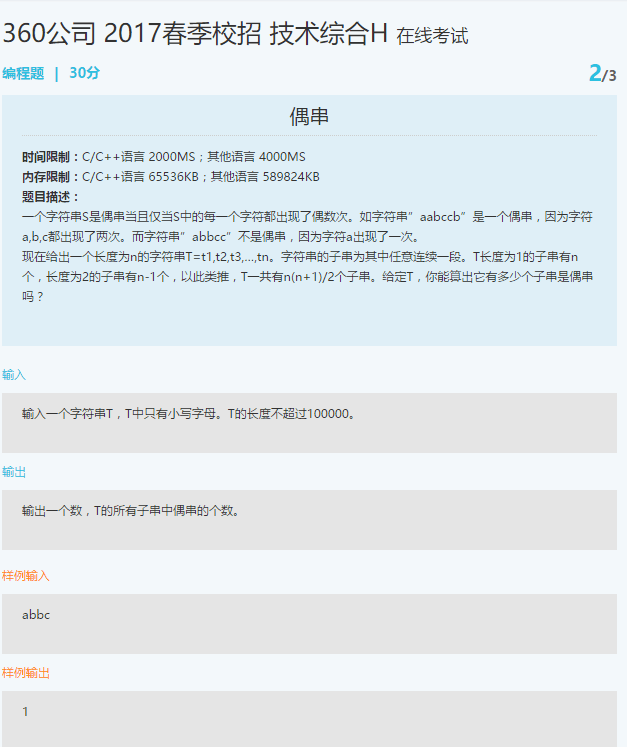 360公司 2017春季校招 技术综合H 在线考试
编程题 | 30分 2/3
偶串
时间限制：C/C++语言 2000MS；其他语言 4000MS
内存限制：C/C++语言 65536KB；其他语言 589824KB
题目描述：
一个字符串S是偶串当且仅当S中的每一个字符都出现了偶数次。如字符串”aabccb”是一个偶串，因为字符
a,b,c都出现了两次。而字符串”abbcc”不是偶串，因为字符a出现了一次。
现在给出一个长度为n的字符串T=t1,t2,t3,...,tn。字符串的子串为其中任意连续一段。T长度为1的子串有n
个，长度为2的子串有n-1个，以此类推，T一共有n(n+1)/2个子串。给定T，你能算出它有多少个子串是偶串
吗？
输入
输入一个字符串T，T中只有小写字母。T的长度不超过100000。
输出
输出一个数，T的所有子串中偶串的个数。
样例输入
abbc
样例输出
1